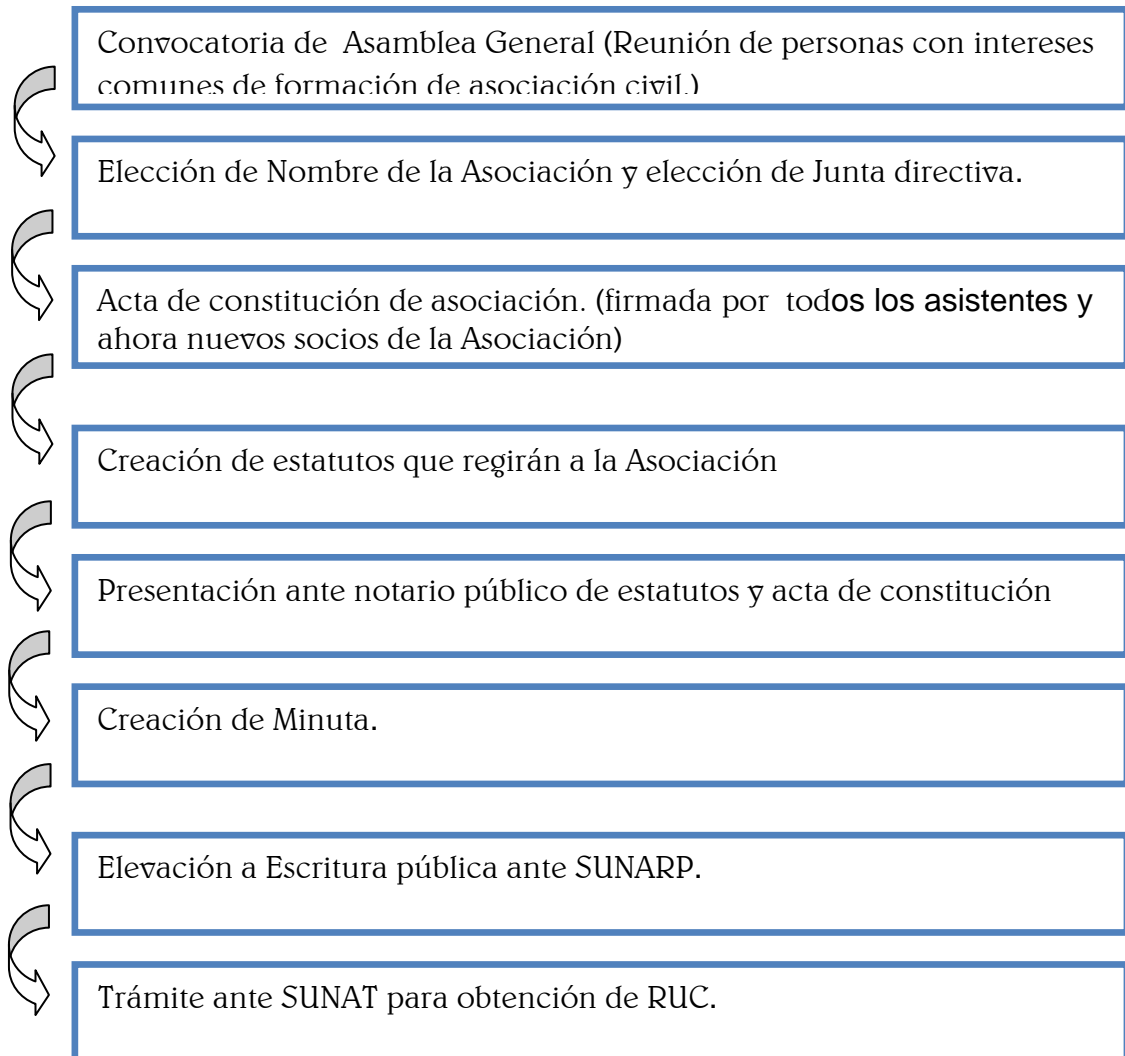 Convocatoria de Asamblea General (Reunión de personas con intereses
comunes de formación de asociación civil.)
Elección de Nombre de la Asociación y elección de Junta directiva.
Acta de constitución de asociación. (firmada por todos los asistentes y
ahora nuevos socios de la Asociación)
Creación de estatutos que regirán a la Asociación
Presentación ante notario público de estatutos y acta de constitución
Creación de Minuta.
Elevación a Escritura pública ante SUNARP.
Trámite ante SUNAT para obtención de RUC.